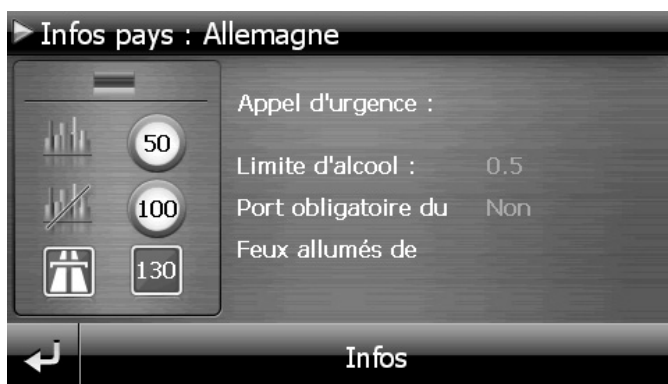 Infos pays : Allemagne
50
100
130
Appel d'urgence :
Limite d'alcool : 0.5
Port obligatoire du Non
Feux allumés de
Infos